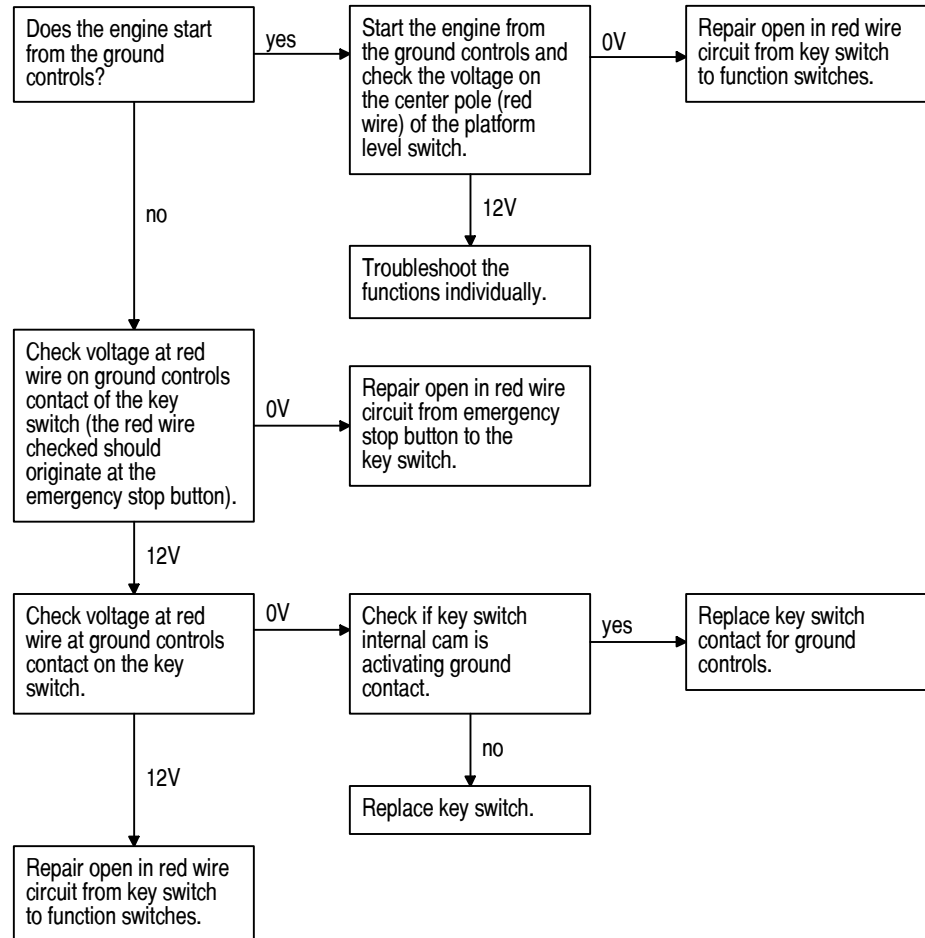 Does the engine start
from the ground
controls?
yes
Start the engine from
the ground controls and
check the voltage on
the center pole (red
wire) of the platform
level switch.
0V
Repair open in red wire
circuit from key switch
to function switches.
12V
Troubleshoot the
functions individually.
no
Check voltage at red
wire on ground controls
contact of the key
switch (the red wire
checked should
originate at the
emergency stop button).
0V
Repair open in red wire
circuit from emergency
stop button to the
key switch.
12V
Check voltage at red
wire at ground controls
contact on the key
switch.
0V
Check if key switch
internal cam is
activating ground
contact.
yes
Replace key switch
contact for ground
controls.
no
Replace key switch.
12V
Repair open in red wire
circuit from key switch
to function switches.